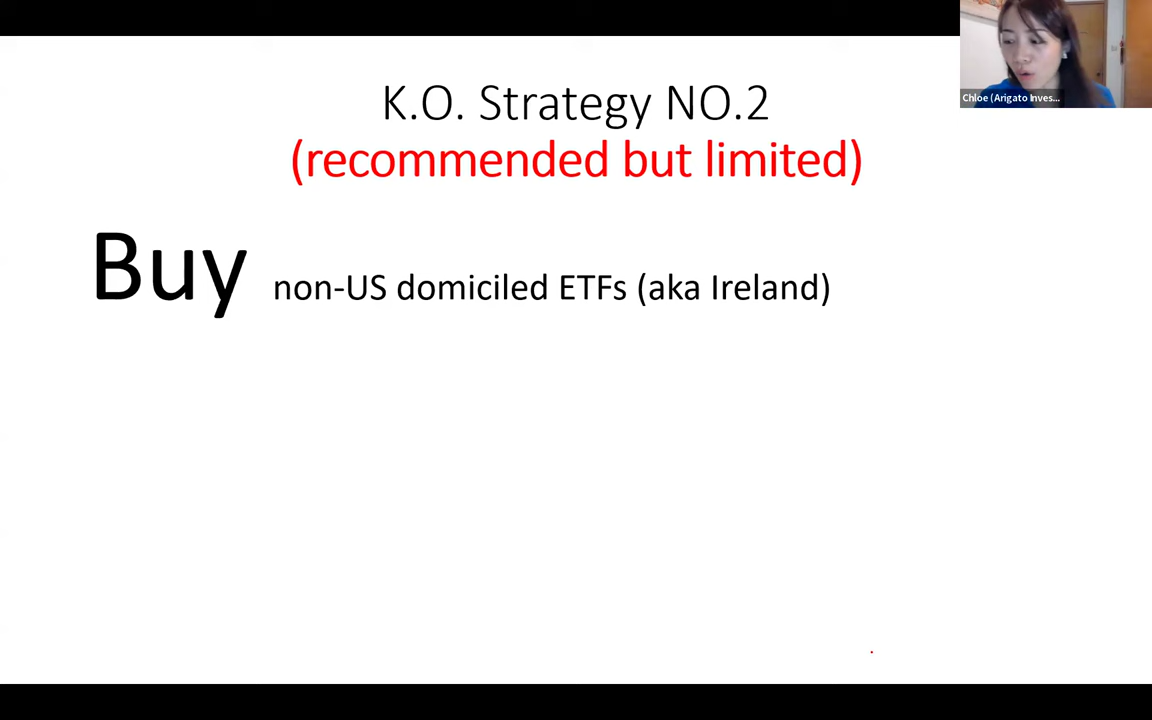 K.O. Strategy NO.2
(recommended but limited)
Buy non-US domiciled ETFs (aka Ireland)
Chloe (Arigato Inves...